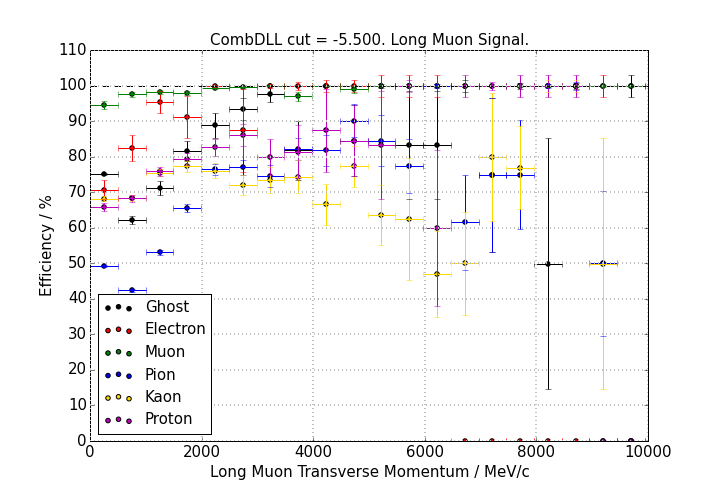 CombDLL cut = -5.500. Long Muon Signal.
110
100
90
80
70
60
50
40
30
20
10
0
Efficiency / %
Ghost
Electron
Muon
Pion
Kaon
Proton
0 2000 4000 6000 8000 10000
Long Muon Transverse Momentum / MeV/c